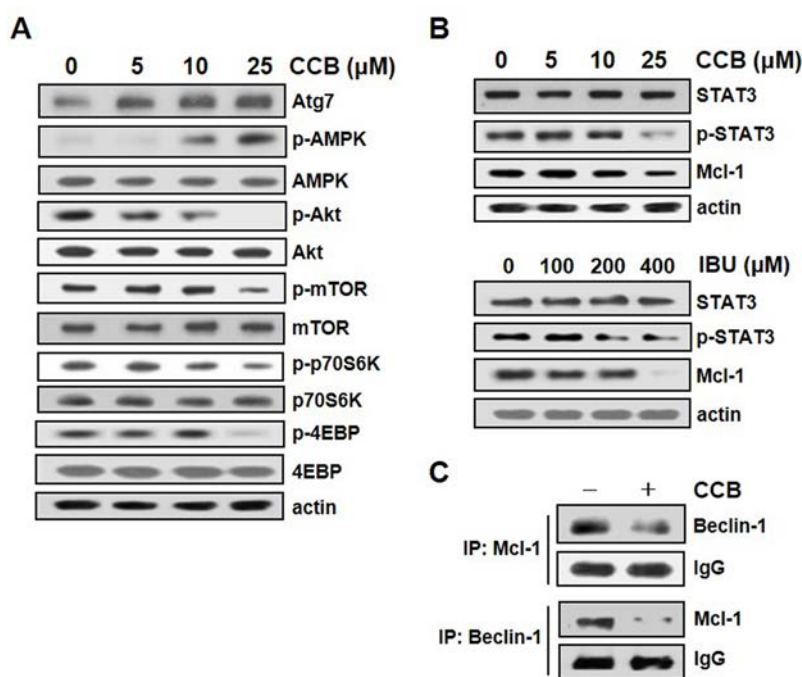 A
0 5 10 25 CCB (µM)
Atg7
p-AMPK
AMPK
p-Akt
Akt
p-mTOR
mTOR
p-p70S6K
p70S6K
p-4EBP
4EBP
actin
B
0 5 10 25 CCB (µM)
STAT3
p-STAT3
Mcl-1
actin
0 100 200 400 IBU (µM)
STAT3
p-STAT3
Mcl-1
actin
C
– + CCB
IP: Mcl-1
Beclin-1
IgG
IP: Beclin-1
Mcl-1
IgG